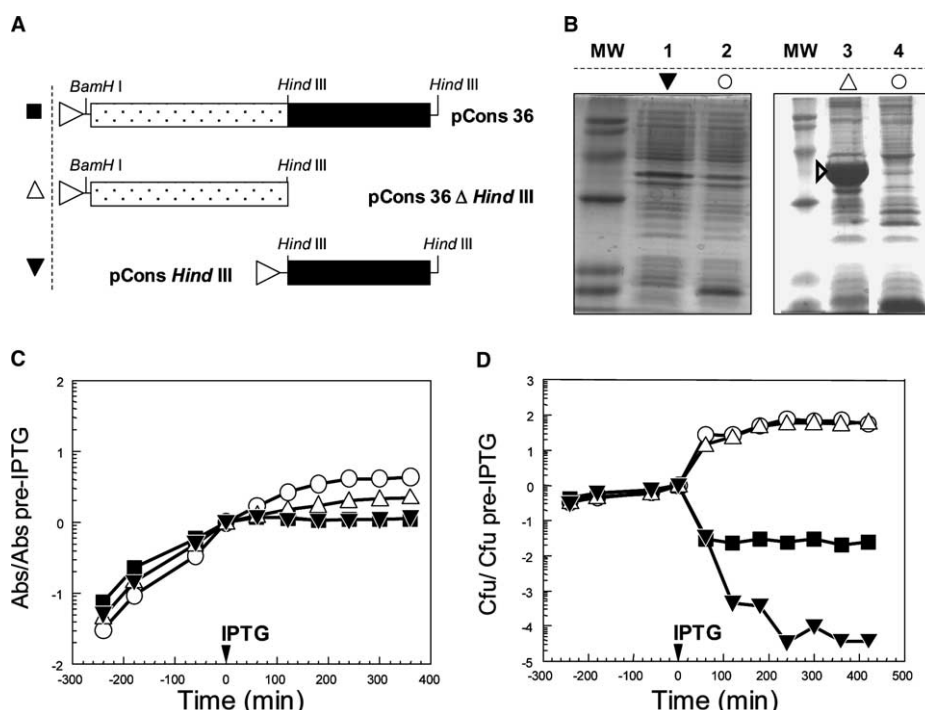 A
BamH I
Hind III
Hind III
pCons 36
BamH I
Hind III
pCons 36 Δ Hind III
Hind III
Hind III
pCons Hind III
B
MW 1 2
MW 3 4
C
2
1
0
-1
-2
Abs/Abs pre-IPTG
IPTG
-300 -200 -100 0 100 200 300 400
Time (min)
D
3
2
1
0
-1
-2
-3
-4
-5
Cfu/ Cfu pre-IPTG
IPTG
-300 -200 -100 0 100 200 300 400 500
Time (min)